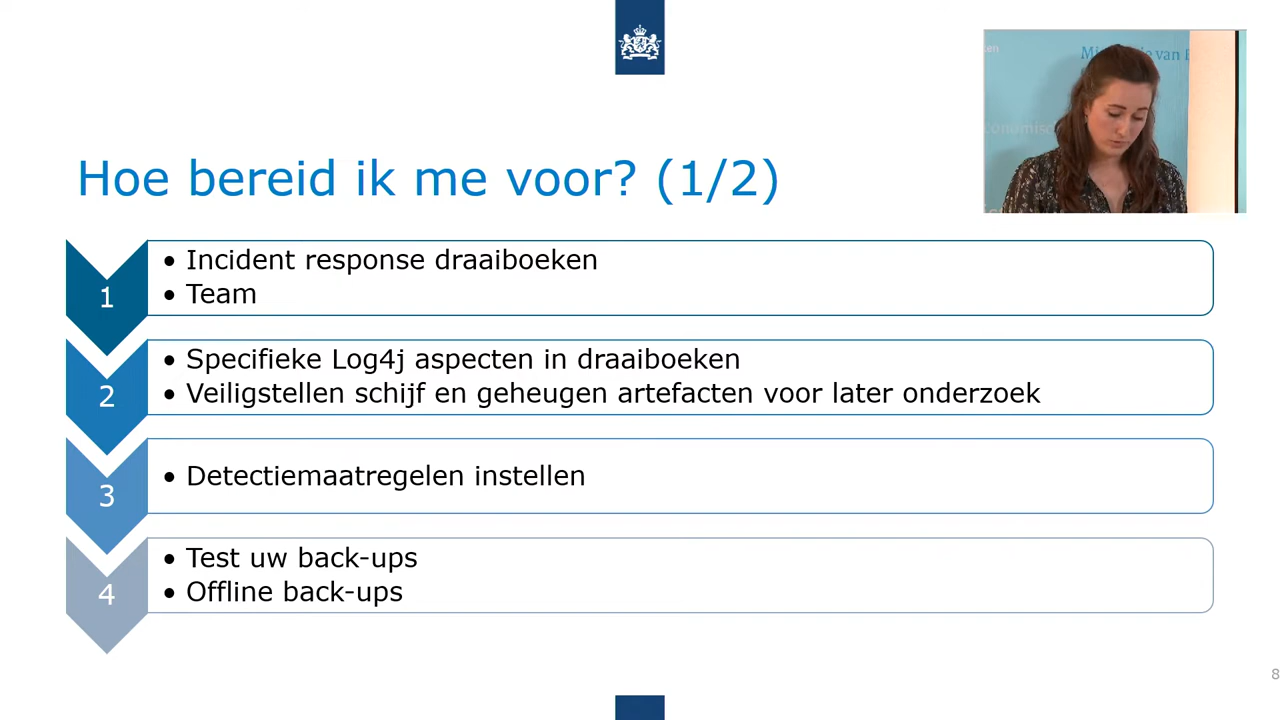 Hoe bereid ik me voor? (1/2)
1
• Incident response draaiboeken
• Team
2
• Specifieke Log4j aspecten in draaiboeken
• Veiligstellen schijf en geheugen artefacten voor later onderzoek
3
• Detectiemaatregelen instellen
4
• Test uw back-ups
• Offline back-ups
8